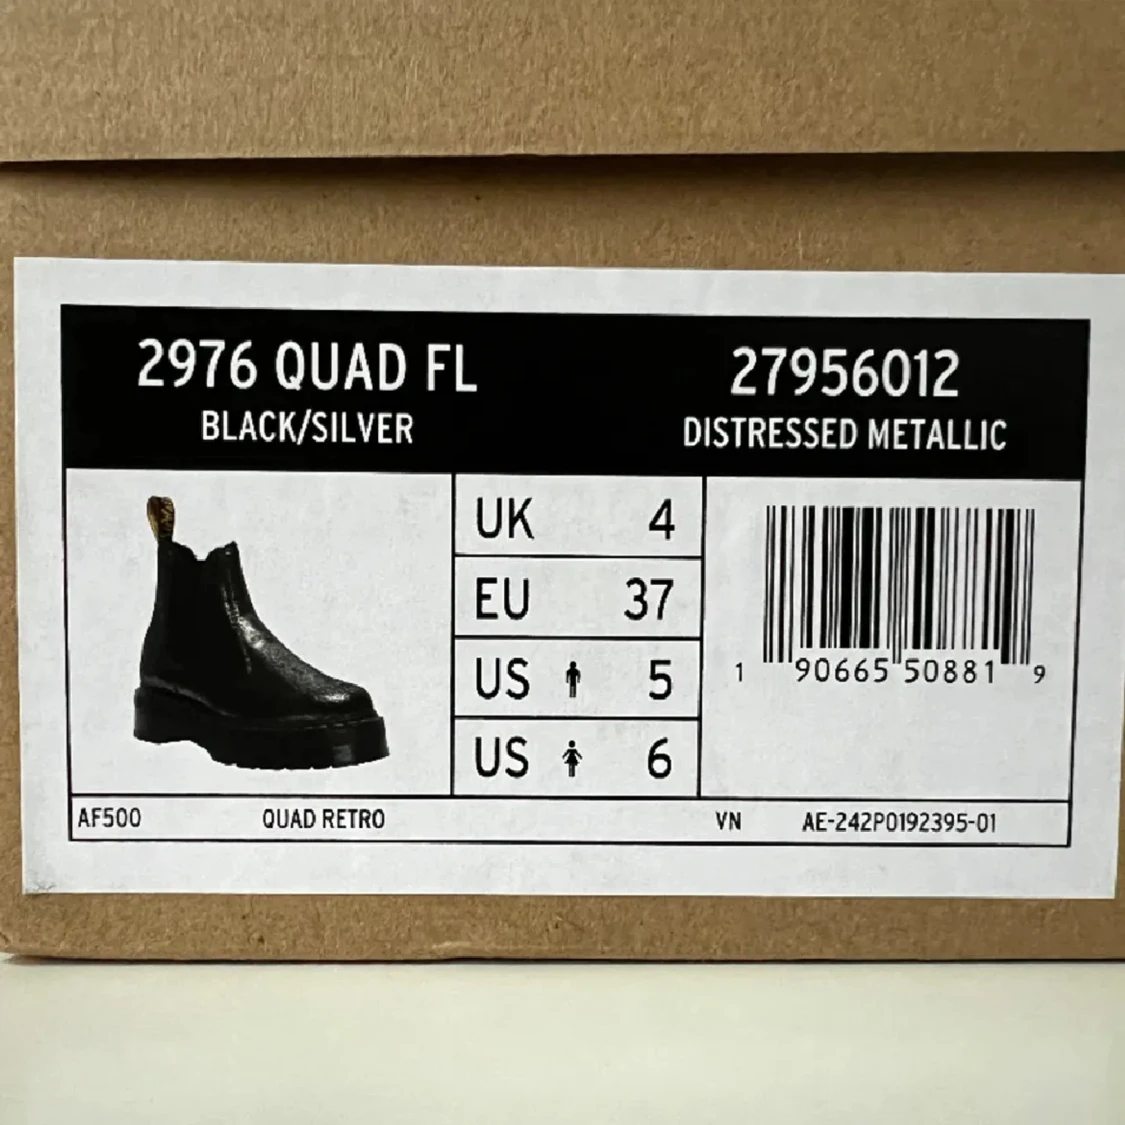 2976 QUAD FL
BLACK/SILVER
27956012
DISTRESSED METALLIC
UK 4
EU 37
US 5
US 6
1 90665 50881 9
AF500 QUAD RETRO VN AE-242P0192395-01